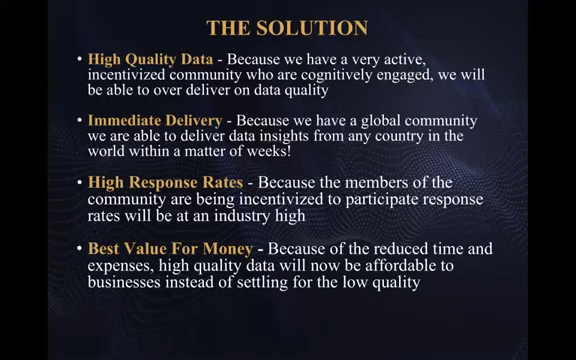 THE SOLUTION
• High Quality Data - Because we have a very active,
incentivized community who are cognitively engaged, we will
be able to over deliver on data quality
• Immediate Delivery - Because we have a global community
we are able to deliver data insights from any country in the
world within a matter of weeks!
• High Response Rates - Because the members of the
community are being incentivized to participate response
rates will be at an industry high
• Best Value For Money - Because of the reduced time and
expenses, high quality data will now be affordable to
businesses instead of settling for the low quality